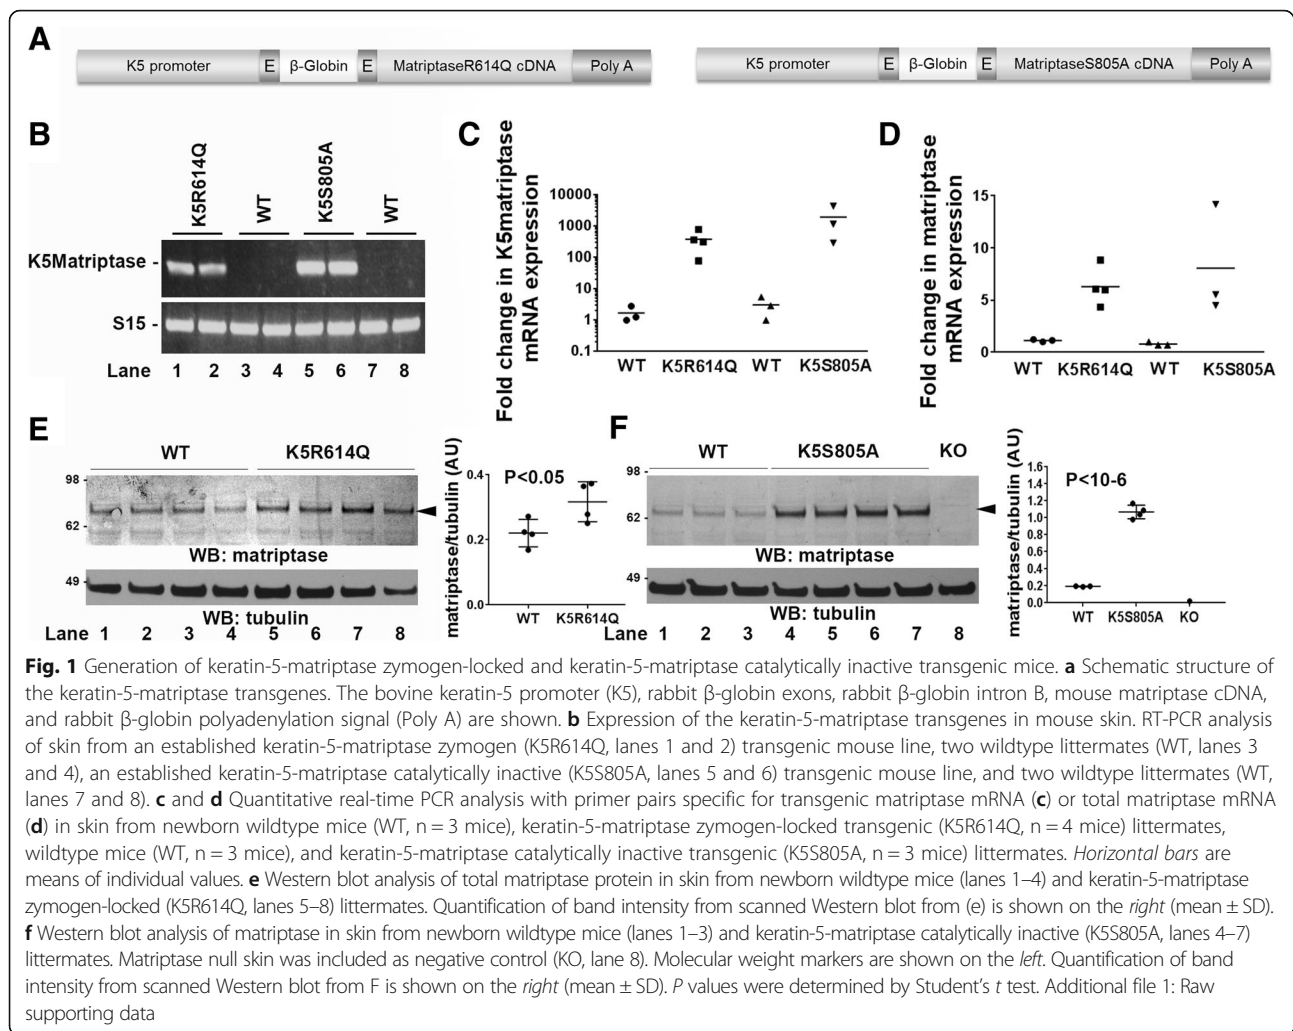 A
K5 promoter E β-Globin E MatriptaseR614Q cDNA Poly A
K5 promoter E β-Globin E MatriptaseS805A cDNA Poly A
B
K5R614Q
WT
K5S805A
WT
K5Matriptase -
S15 -
Lane 1 2 3 4 5 6 7 8
C
Fold change in K5matriptase
mRNA expression
10000
1000
100
10
1
0.1
WT K5R614Q WT K5S805A
D
Fold change in matriptase
mRNA expression
15
10
5
0
WT K5R614Q WT K5S805A
E
WT K5R614Q
98
62
WB: matriptase
49
WB: tubulin
Lane 1 2 3 4 5 6 7 8
matriptase/tubulin (AU)
0.4
0.2
0.0
P<0.05
WT K5R614Q
F
WT K5S805A KO
98
62
WB: matriptase
49
WB: tubulin
Lane 1 2 3 4 5 6 7 8
matriptase/tubulin (AU)
1.6
1.4
1.2
1.0
0.8
0.6
0.4
0.2
0.0
P<10-6
WT K5S805A KO
Fig. 1 Generation of keratin-5-matriptase zymogen-locked and keratin-5-matriptase catalytically inactive transgenic mice. a Schematic structure of
the keratin-5-matriptase transgenes. The bovine keratin-5 promoter (K5), rabbit β-globin exons, rabbit β-globin intron B, mouse matriptase cDNA,
and rabbit β-globin polyadenylation signal (Poly A) are shown. b Expression of the keratin-5-matriptase transgenes in mouse skin. RT-PCR analysis
of skin from an established keratin-5-matriptase zymogen (K5R614Q, lanes 1 and 2) transgenic mouse line, two wildtype littermates (WT, lanes 3
and 4), an established keratin-5-matriptase catalytically inactive (K5S805A, lanes 5 and 6) transgenic mouse line, and two wildtype littermates (WT,
lanes 7 and 8). c and d Quantitative real-time PCR analysis with primer pairs specific for transgenic matriptase mRNA (c) or total matriptase mRNA
(d) in skin from newborn wildtype mice (WT, n = 3 mice), keratin-5-matriptase zymogen-locked transgenic (K5R614Q, n = 4 mice) littermates,
wildtype mice (WT, n = 3 mice), and keratin-5-matriptase catalytically inactive transgenic (K5S805A, n = 3 mice) littermates. Horizontal bars are
means of individual values. e Western blot analysis of total matriptase protein in skin from newborn wildtype mice (lanes 1–4) and keratin-5-matriptase
zymogen-locked (K5R614Q, lanes 5–8) littermates. Quantification of band intensity from scanned Western blot from (e) is shown on the right (mean ± SD).
f Western blot analysis of matriptase in skin from newborn wildtype mice (lanes 1–3) and keratin-5-matriptase catalytically inactive (K5S805A, lanes 4–7)
littermates. Matriptase null skin was included as negative control (KO, lane 8). Molecular weight markers are shown on the left. Quantification of band
intensity from scanned Western blot from F is shown on the right (mean ± SD). P values were determined by Student's t test. Additional file 1: Raw
supporting data